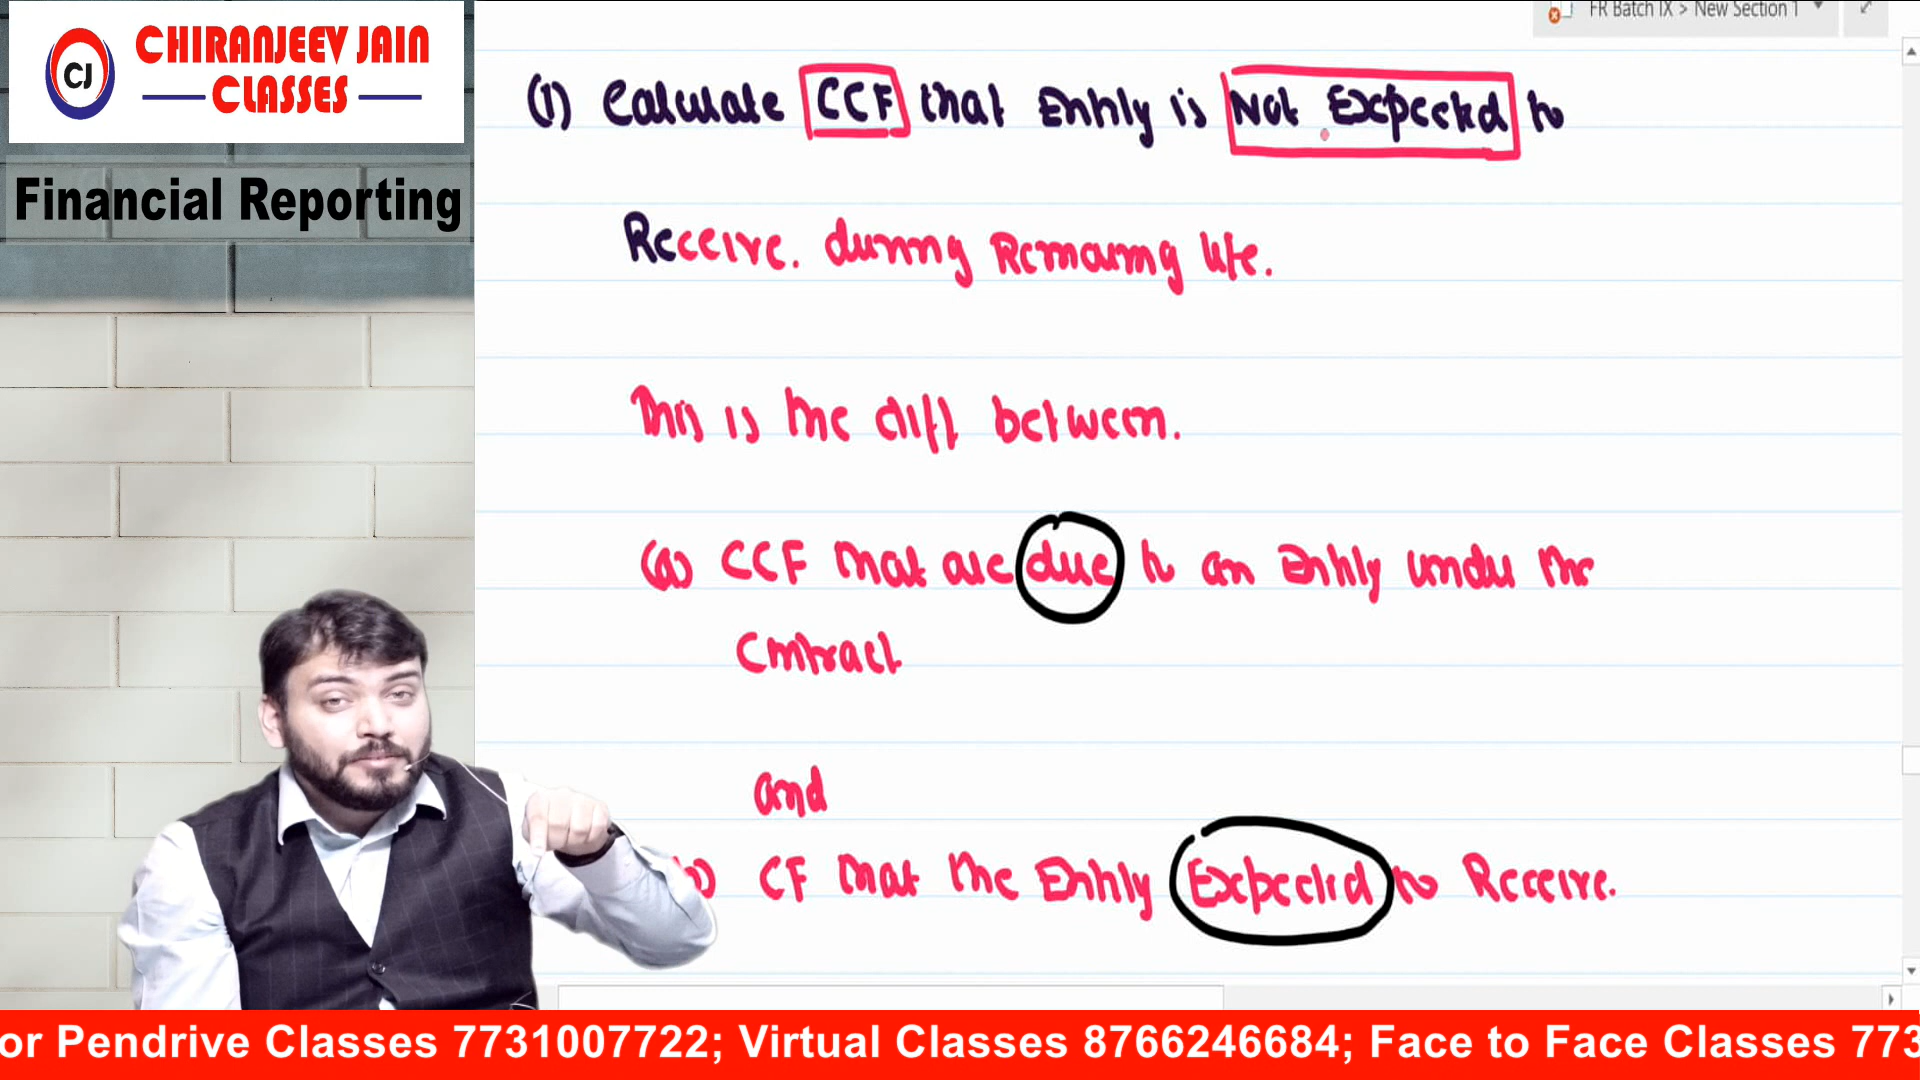 CHIRANJEEV JAIN
CLASSES
CJ
Financial Reporting
FR Batch IX > New Section 1
(1) Calculate CCF that Entity is Not Expected to
Receive. during Remaining life.
This is the diff between.
(a) CCF that are due to an Entity under the
Contract
and
) CF that the Entity Expected to Receive.
or Pendrive Classes 7731007722; Virtual Classes 8766246684; Face to Face Classes 773